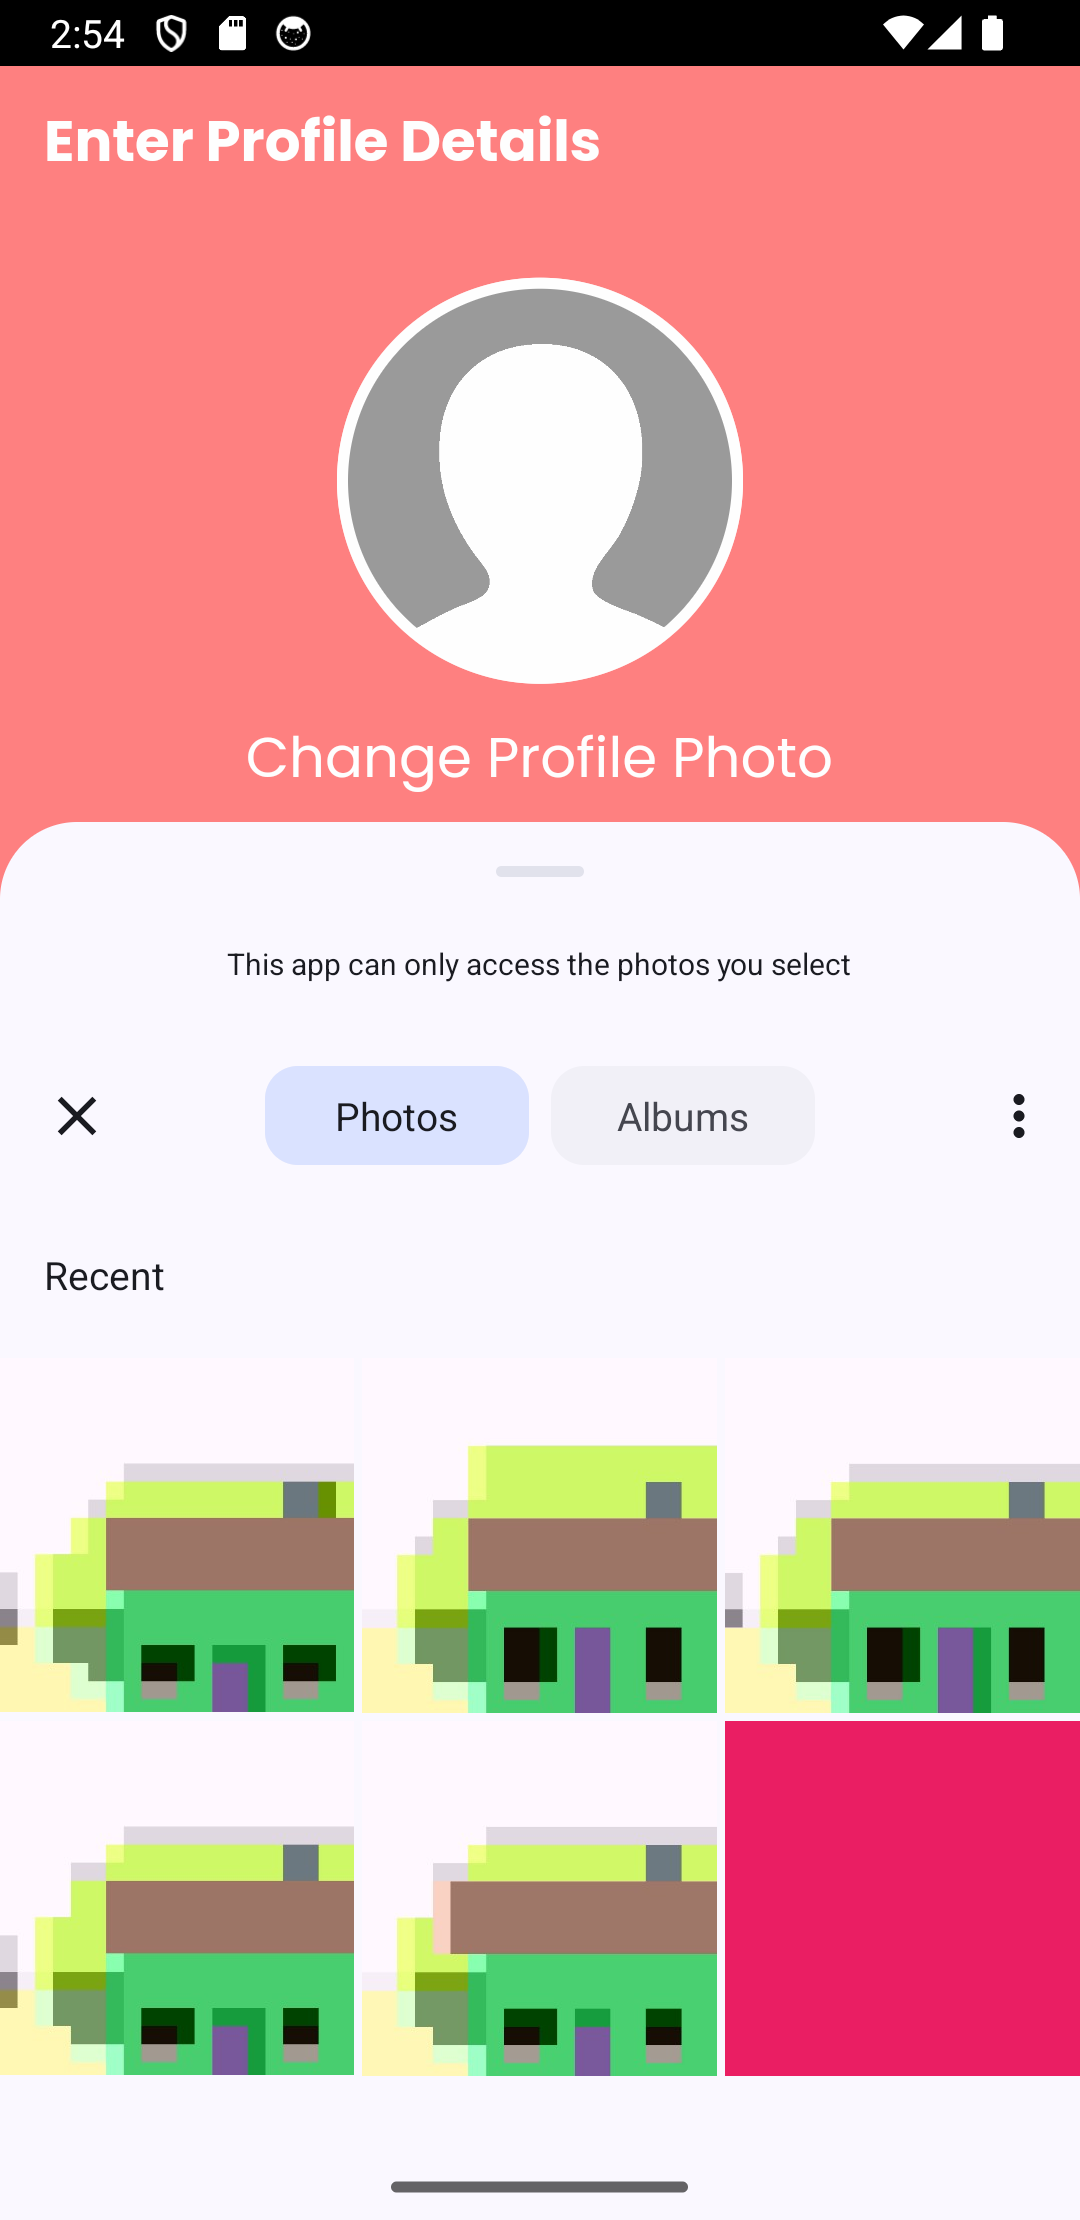 2:54
Enter Profile Details
Change Profile Photo
This app can only access the photos you select
Photos
Albums
Recent